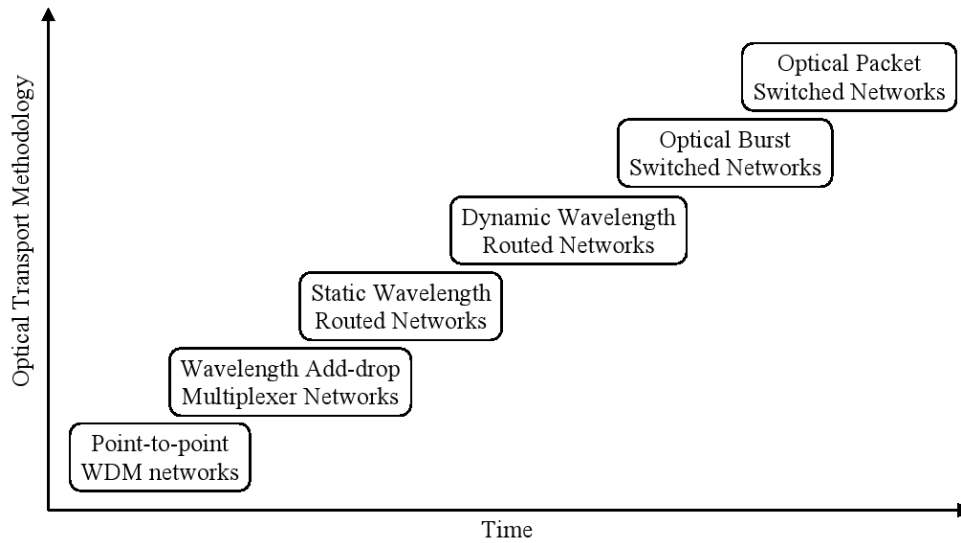 Optical Transport Methodology
Optical Packet
Switched Networks
Optical Burst
Switched Networks
Dynamic Wavelength
Routed Networks
Static Wavelength
Routed Networks
Wavelength Add-drop
Multiplexer Networks
Point-to-point
WDM networks
Time